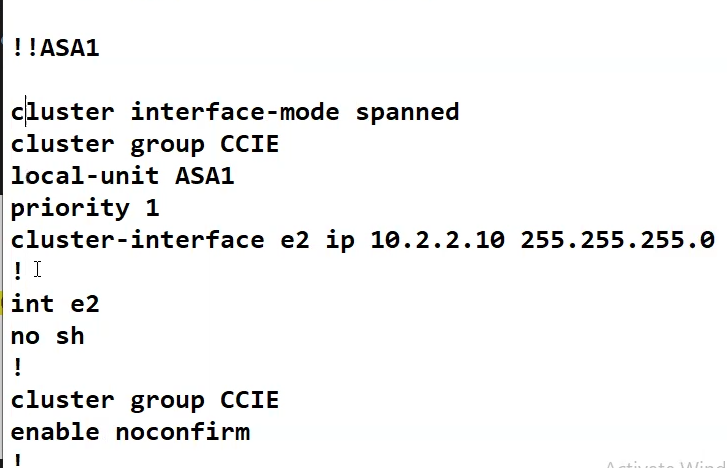 !!ASA1
cluster interface-mode spanned
cluster group CCIE
local-unit ASA1
priority 1
cluster-interface e2 ip 10.2.2.10 255.255.255.0
!
int e2
no sh
!
cluster group CCIE
enable noconfirm
!